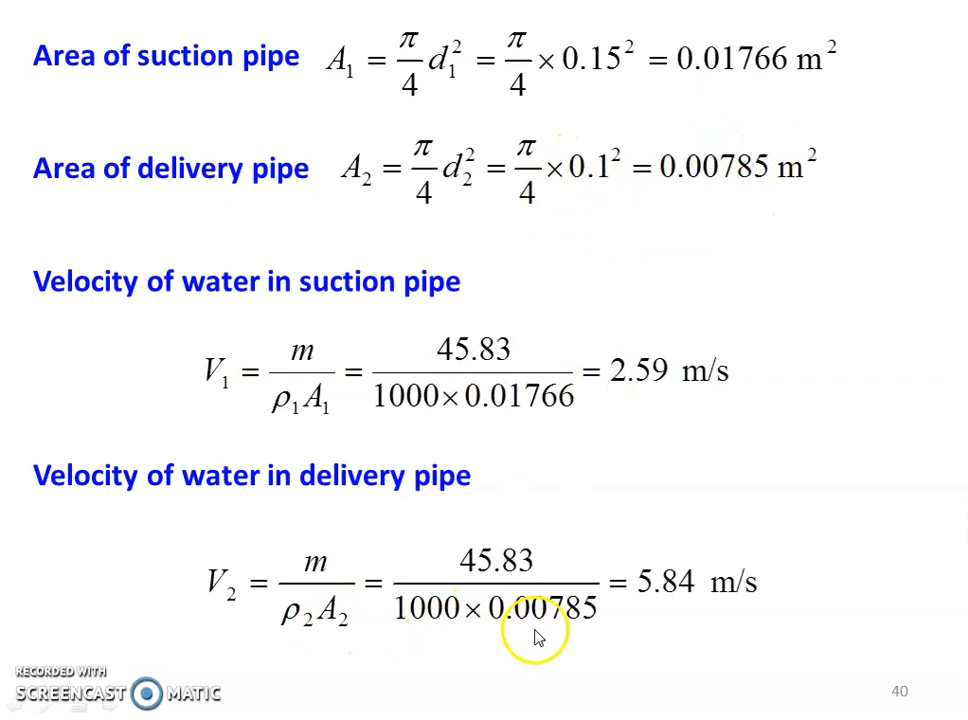 Area of suction pipe A₁ = π/4 d₁² = π/4 × 0.15² = 0.01766 m²
Area of delivery pipe A₂ = π/4 d₂² = π/4 × 0.1² = 0.00785 m²
Velocity of water in suction pipe
V₁ = m/(ρ₁A₁) = 45.83/(1000 × 0.01766) = 2.59 m/s
Velocity of water in delivery pipe
V₂ = m/(ρ₂A₂) = 45.83/(1000 × 0.00785) = 5.84 m/s
RECORDED WITH
SCREENCAST MATIC
40